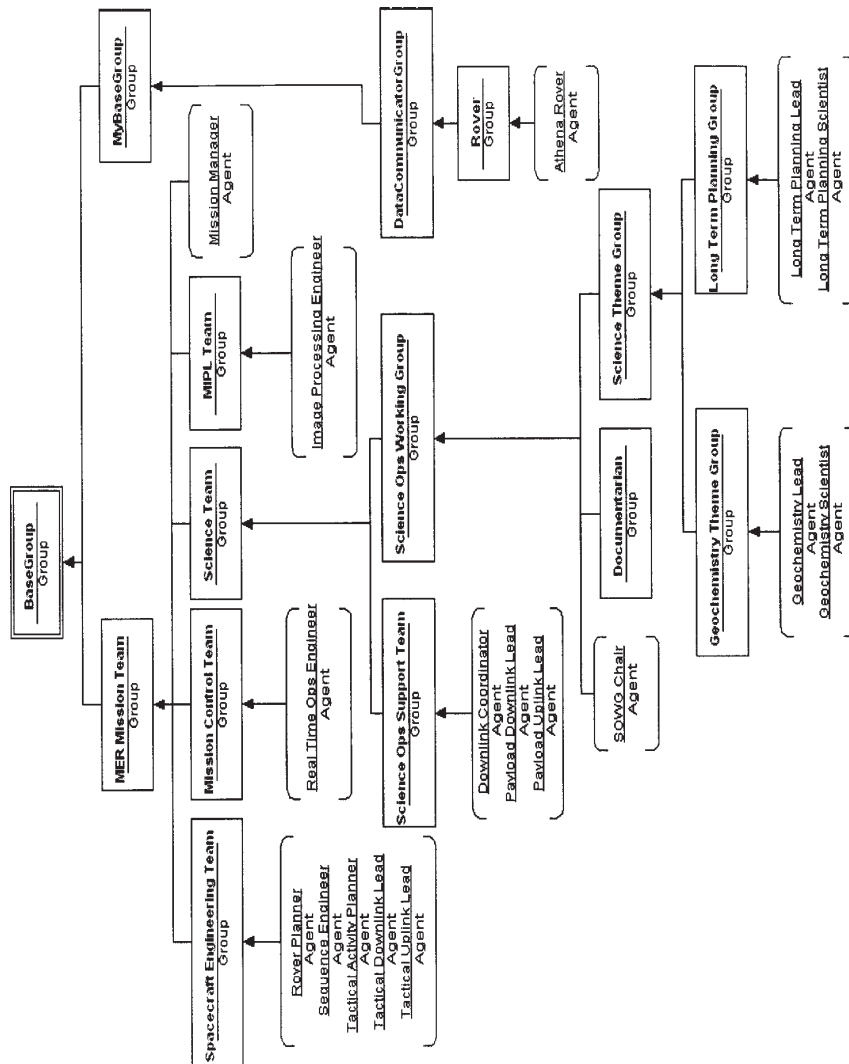 BaseGroup
Group
MER Mission Team
Group
MyBaseGroup
Group
Spacecraft Engineering Team
Group
Mission Control Team
Group
Science Team
Group
MIPL Team
Group
Mission Manager
Agent
Rover Planner
Agent
Sequence Engineer
Agent
Tactical Activity Planner
Agent
Tactical Downlink Lead
Agent
Tactical Uplink Lead
Agent
Real Time Ops Engineer
Agent
Image Processing Engineer
Agent
Science Ops Support Team
Group
Science Ops Working Group
Group
DataCommunicatorGroup
Group
Downlink Coordinator
Agent
Payload Downlink Lead
Agent
Payload Uplink Lead
Agent
Rover
Group
Athena Rover
Agent
SOWG Chair
Agent
Documentarian
Group
Science Theme Group
Group
Geochemistry Theme Group
Group
Long Term Planning Group
Group
Geochemistry Lead
Agent
Geochemistry Scientist
Agent
Long Term Planning Lead
Agent
Long Term Planning Scientist
Agent